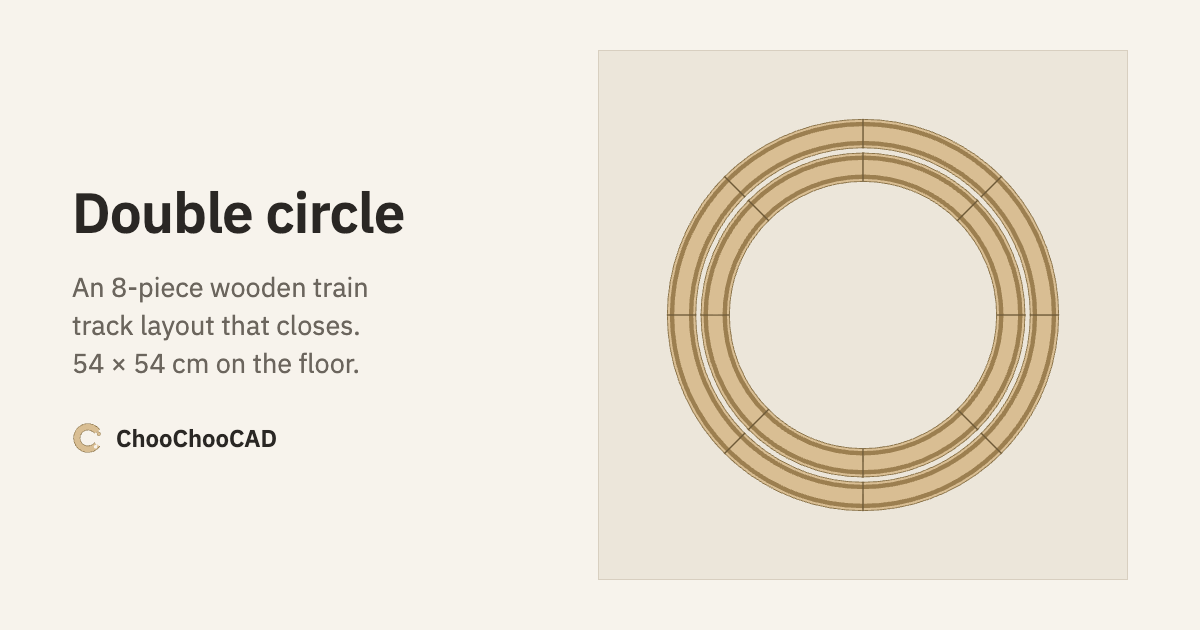 Double circle
An 8-piece wooden train
track layout that closes.
54 × 54 cm on the floor.
ChooChooCAD